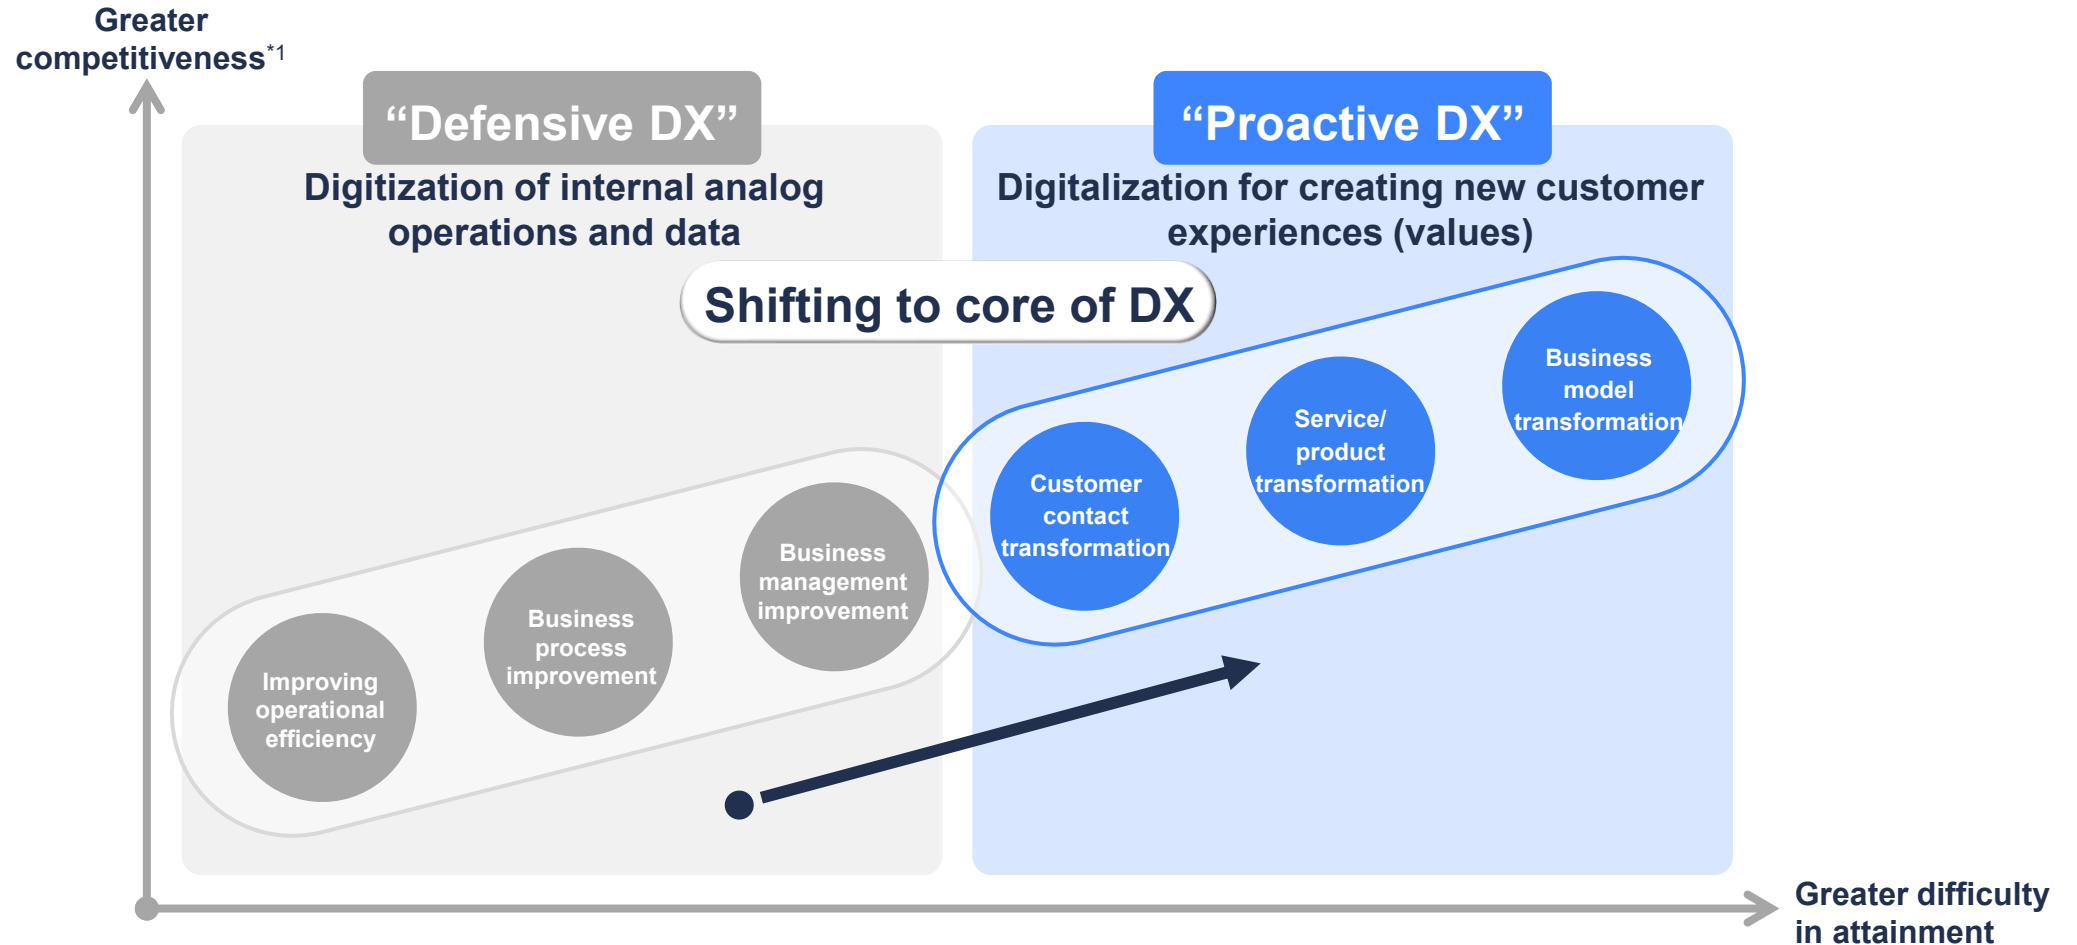 Greater
competitiveness*1
“Defensive DX”
Digitization of internal analog
operations and data
“Proactive DX”
Digitalization for creating new customer
experiences (values)
Shifting to core of DX
Improving
operational
efficiency
Business
process
improvement
Business
management
improvement
Customer
contact
transformation
Service/
product
transformation
Business
model
transformation
Greater difficulty
in attainment